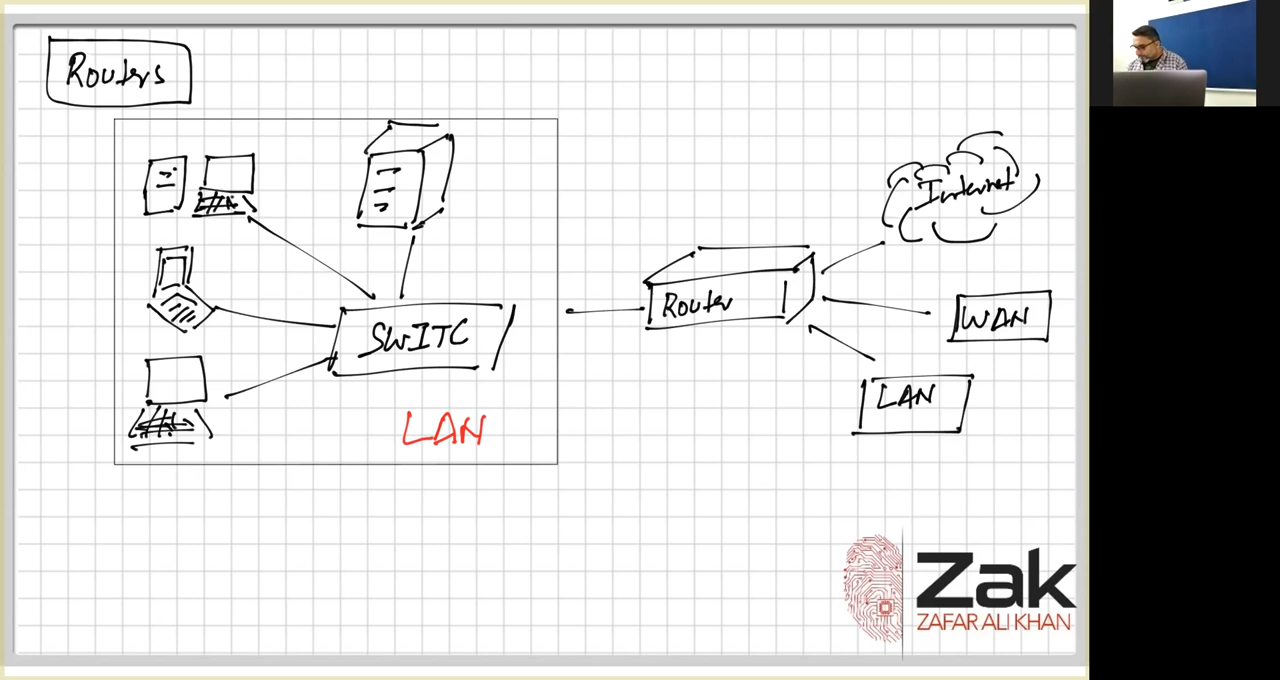 Routers
Internet
Router
WAN
SWITC
LAN
LAN
Zak
ZAFAR ALI KHAN